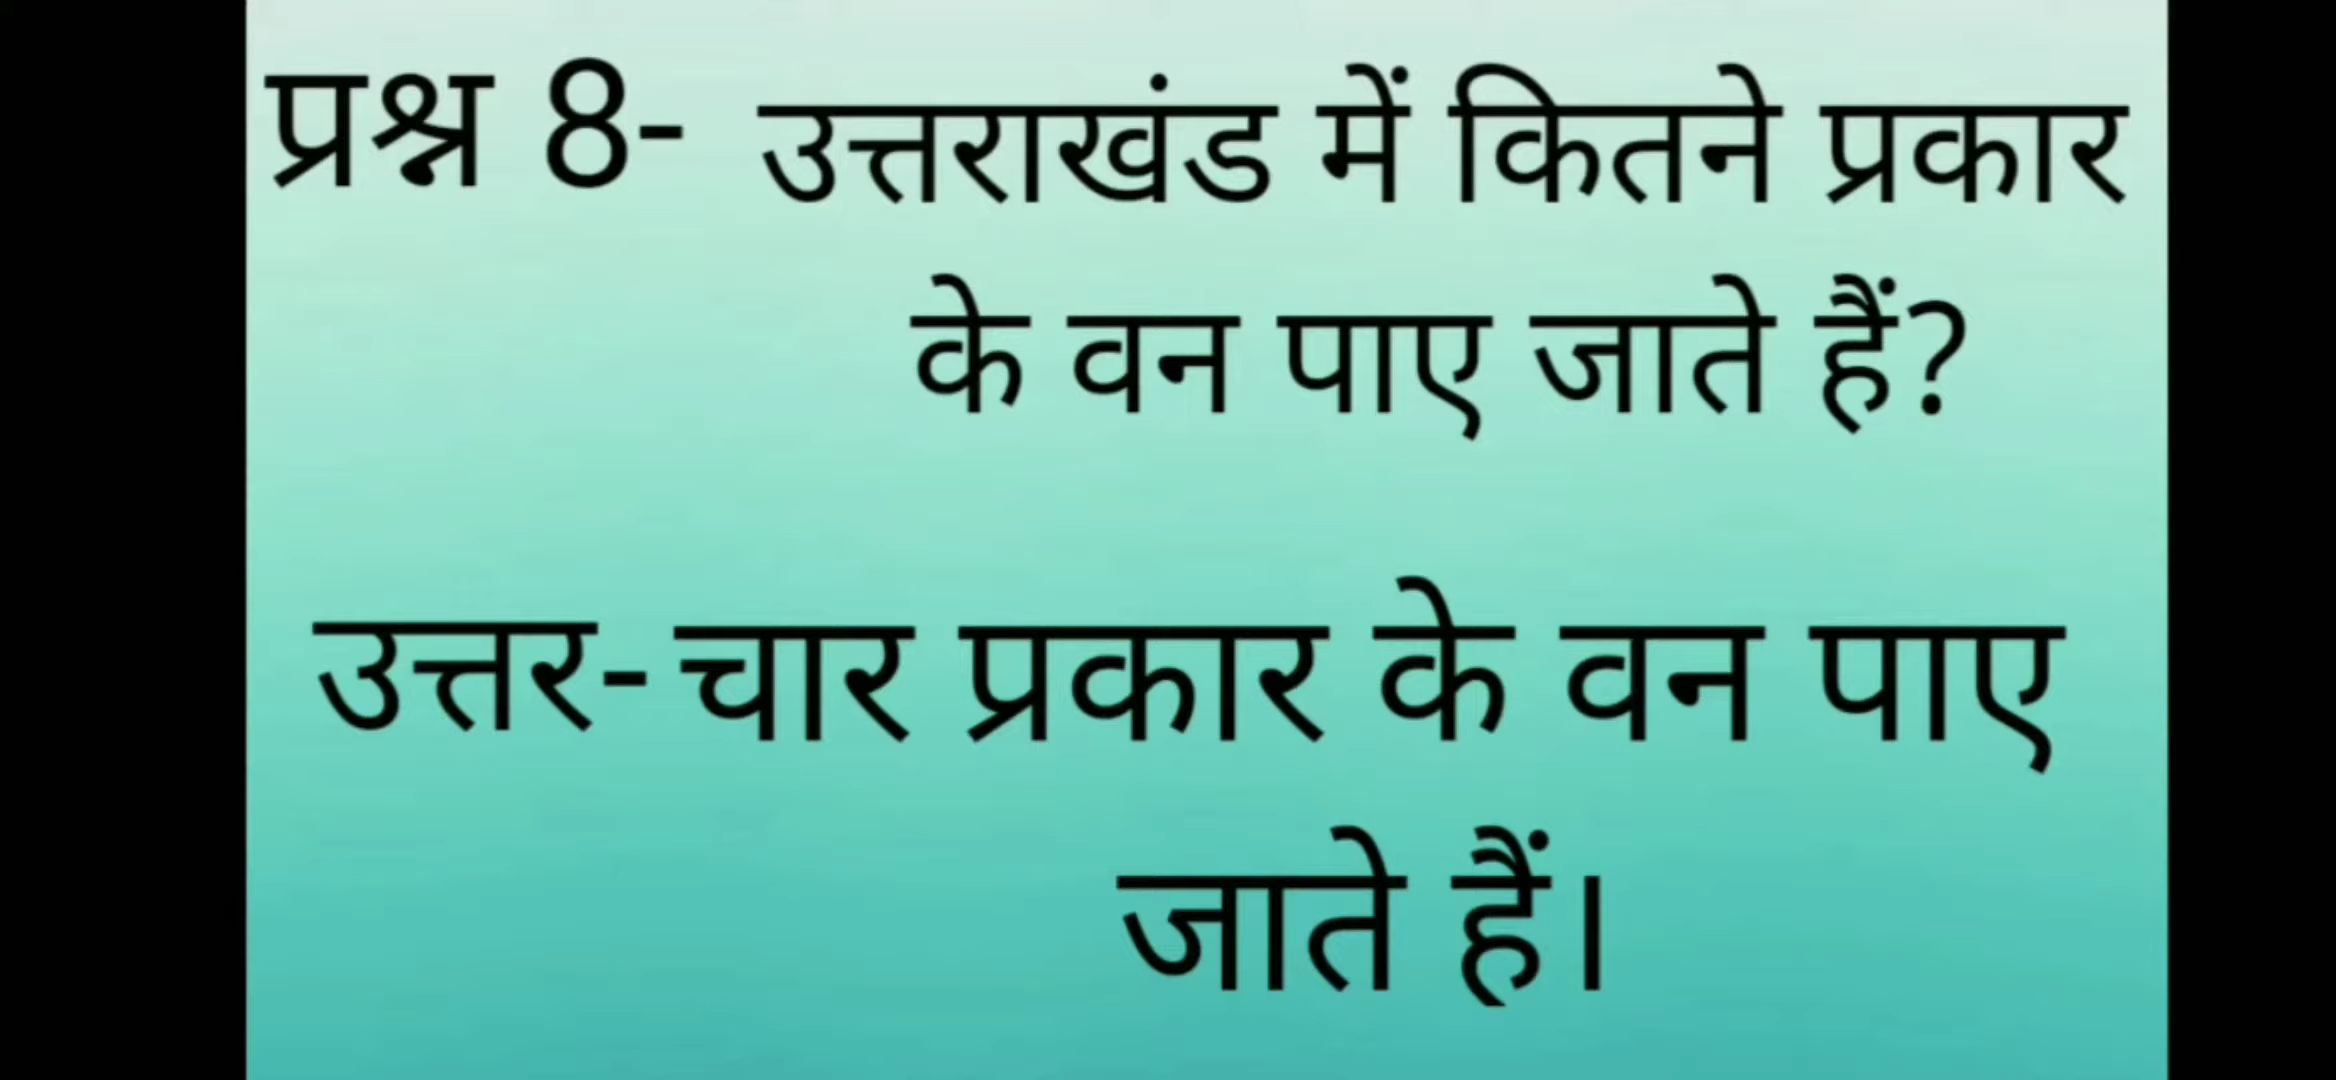 प्रश्न 8- उत्तराखंड में कितने प्रकार
के वन पाए जाते हैं?
उत्तर-चार प्रकार के वन पाए
जाते हैं।